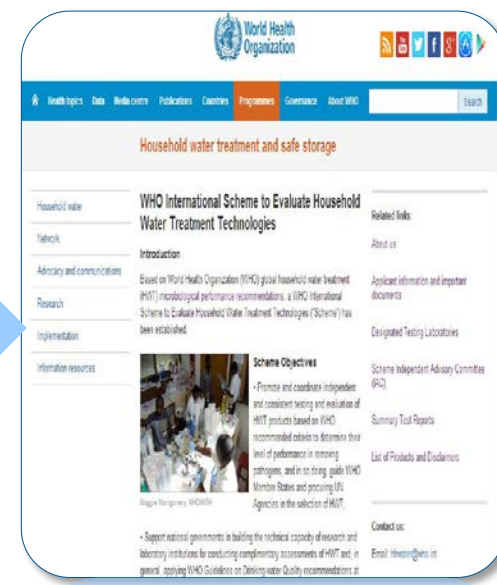 World Health
Organization
Health topics Data Media centre Publications Countries Programmes Governance About WHO Search
Household water treatment and safe storage
Household water
Network
Advocacy and communications
Research
Implementation
Information resources
WHO International Scheme to Evaluate Household
Water Treatment Technologies
Introduction
Based on World Health Organization (WHO) global household water treatment
(HWT) microbiological performance recommendations, a WHO International
Scheme to Evaluate Household Water Treatment Technologies ('Scheme') has
been established.
Scheme Objectives
• Promote and coordinate independent
and consistent testing and evaluation of
HWT products based on WHO
recommended criteria to determine their
level of performance in removing
pathogens, and in so doing, guide WHO
Member States and procuring UN
Agencies in the selection of HWT;
Maggie Montgomery, WHO/WSH
• Support national governments in building the technical capacity of research and
laboratory institutions for conducting complimentary assessments of HWT and, in
general, applying WHO Guidelines on Drinking-water Quality recommendations at
Related links:
About us
Applicant information and important
documents
Designated Testing Laboratories
Scheme Independent Advisory Committee
(IAC)
Summary Test Reports
List of Products and Disclaimers
Contact us:
Email: hhwater@who.int